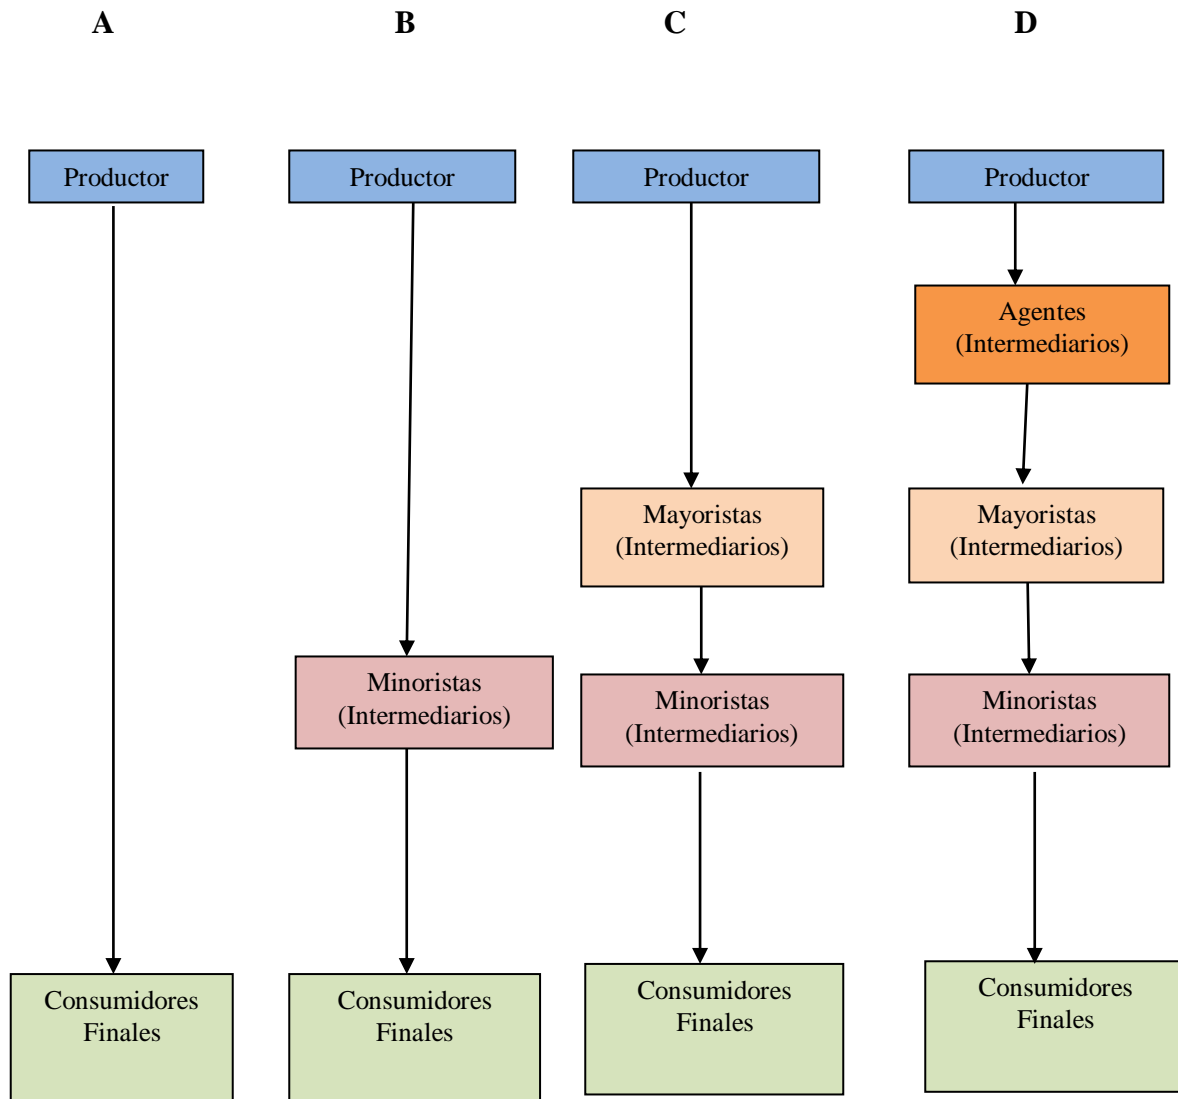 A
B
C
D
Productor
Productor
Productor
Productor
Agentes
(Intermediarios)
Mayoristas
(Intermediarios)
Mayoristas
(Intermediarios)
Minoristas
(Intermediarios)
Minoristas
(Intermediarios)
Minoristas
(Intermediarios)
Consumidores
Finales
Consumidores
Finales
Consumidores
Finales
Consumidores
Finales